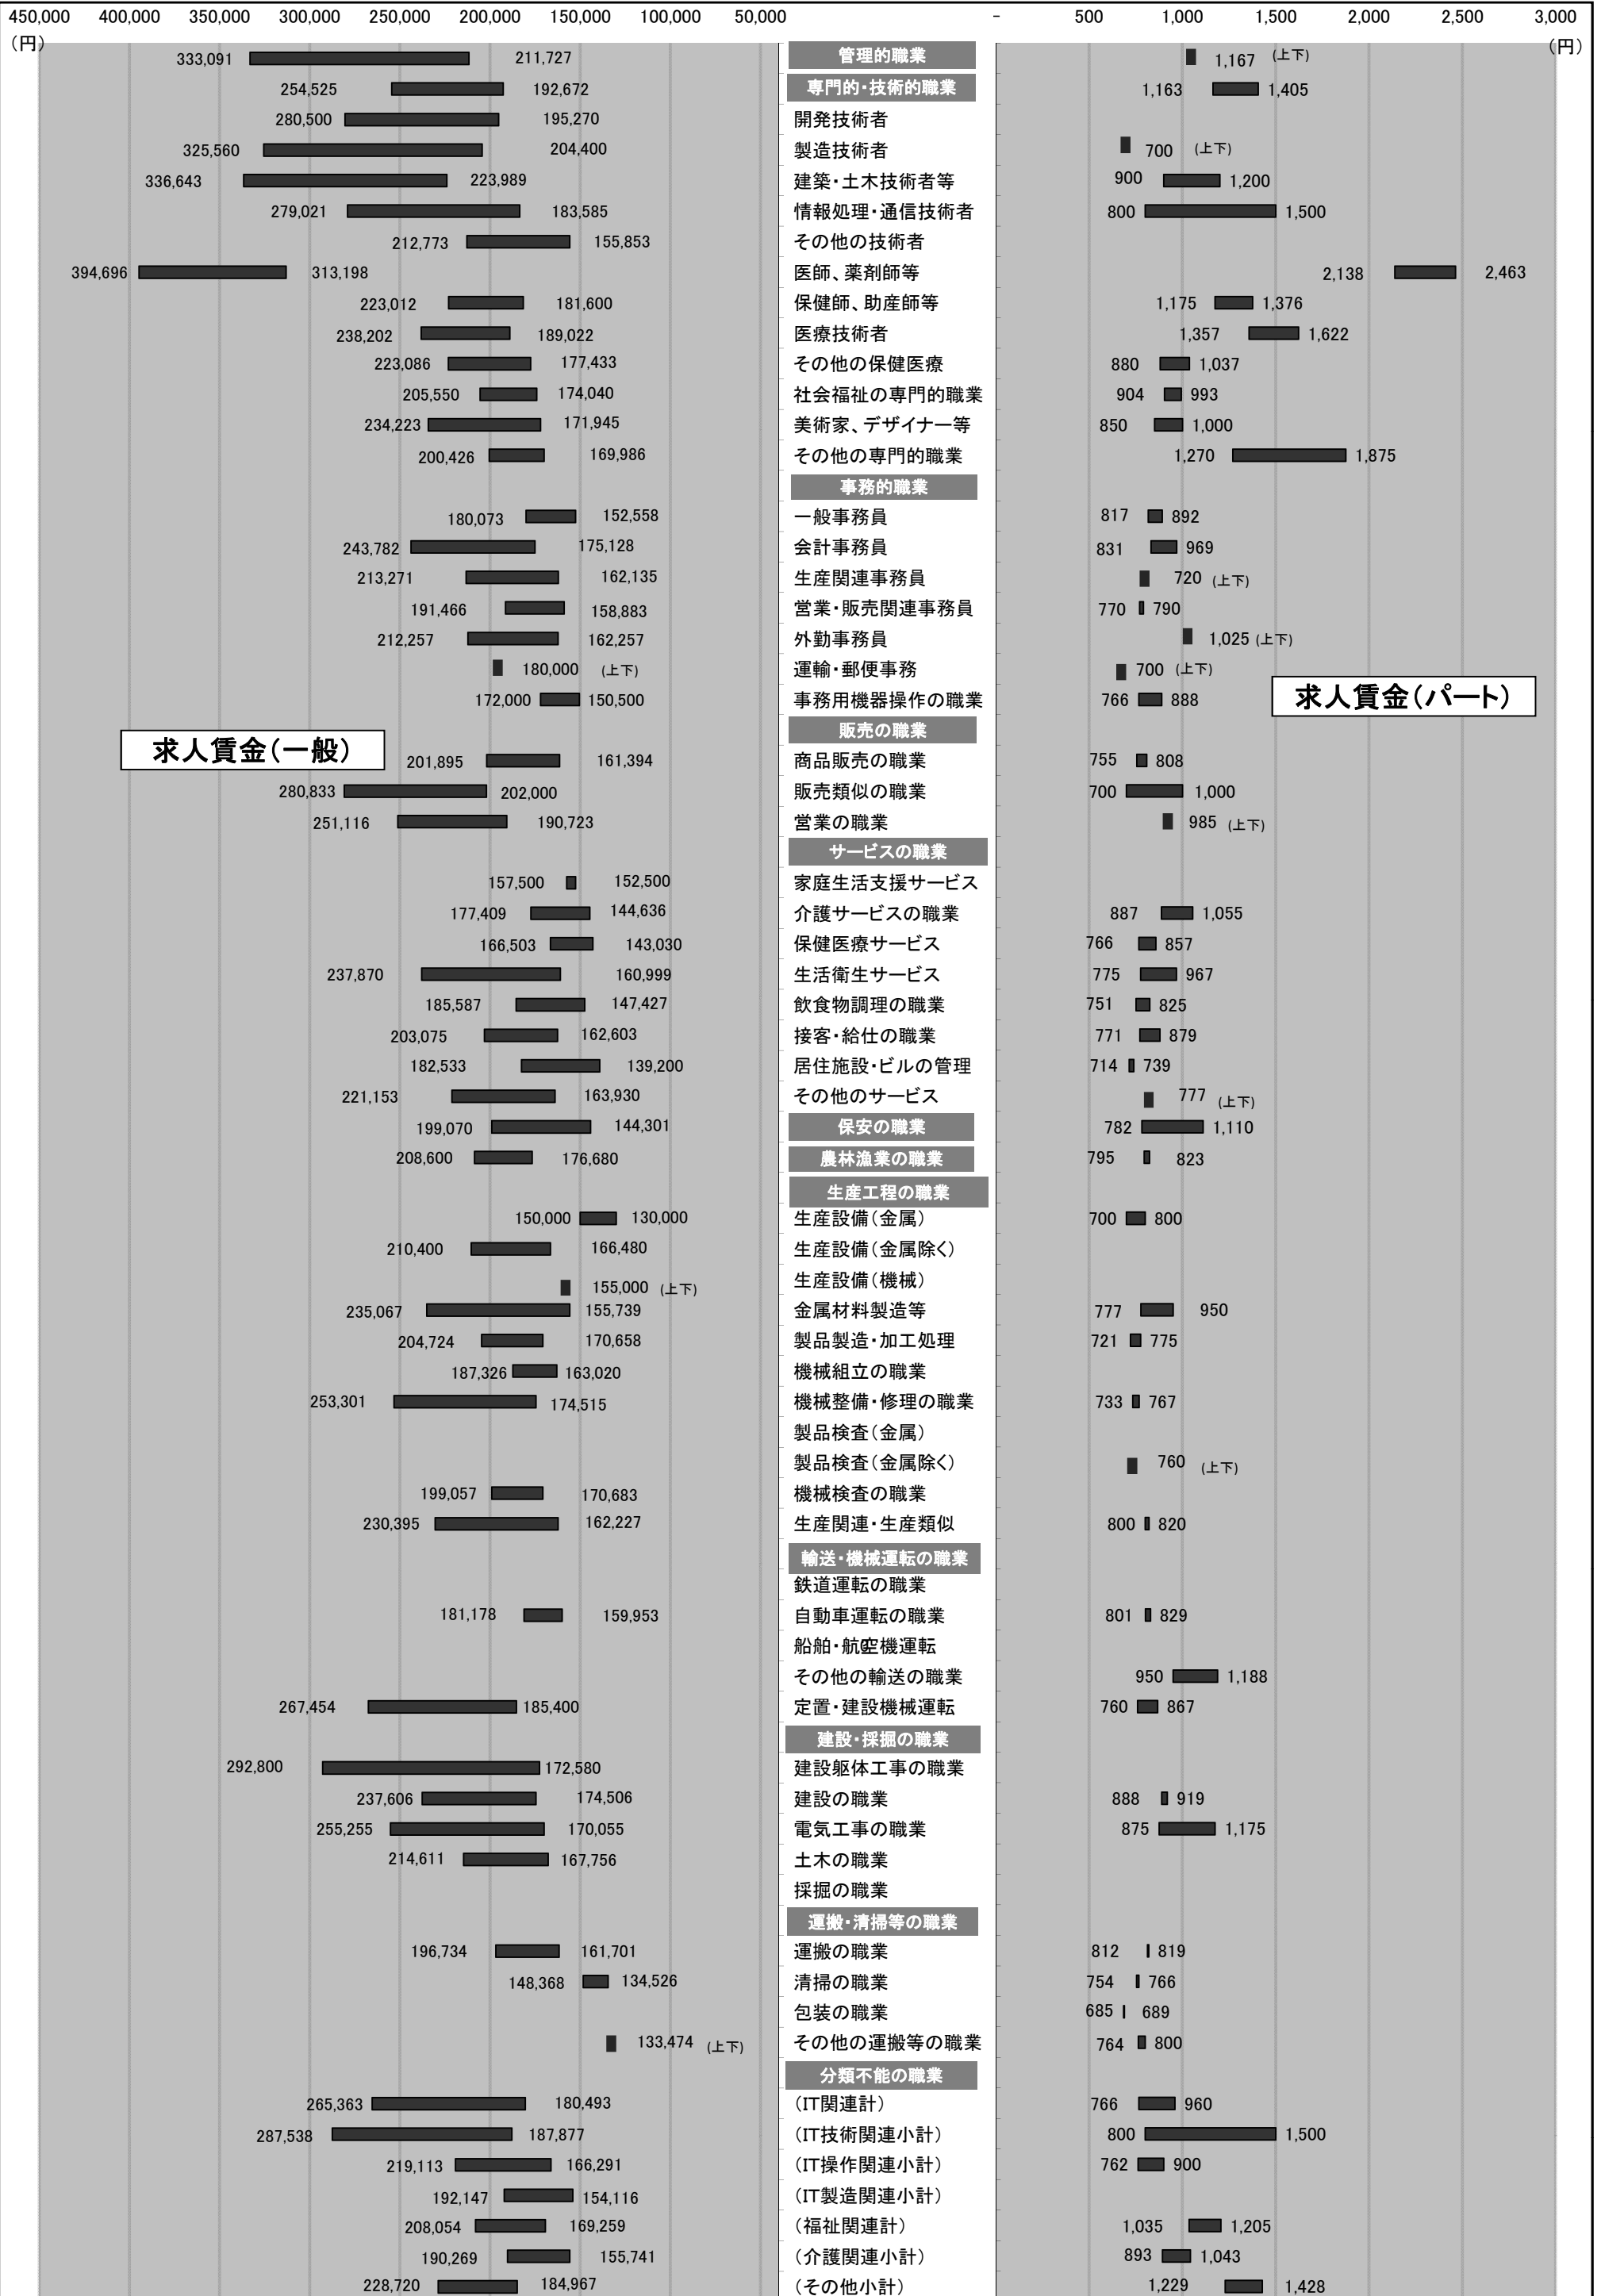 450,000 400,000 350,000 300,000 250,000 200,000 150,000 100,000 50,000 - 500 1,000 1,500 2,000 2,500 3,000
(円) (円)
333,091 211,727 管理的職業 1,167 (上下)
254,525 192,672 専門的・技術的職業 1,163 1,405
280,500 195,270 開発技術者
325,560 204,400 製造技術者 700 (上下)
336,643 223,989 建築・土木技術者等 900 1,200
279,021 183,585 情報処理・通信技術者 800 1,500
212,773 155,853 その他の技術者
394,696 313,198 医師、薬剤師等 2,138 2,463
223,012 181,600 保健師、助産師等 1,175 1,376
238,202 189,022 医療技術者 1,357 1,622
223,086 177,433 その他の保健医療 880 1,037
205,550 174,040 社会福祉の専門的職業 904 993
234,223 171,945 美術家、デザイナー等 850 1,000
200,426 169,986 その他の専門的職業 1,270 1,875
事務的職業
180,073 152,558 一般事務員 817 892
243,782 175,128 会計事務員 831 969
213,271 162,135 生産関連事務員 720 (上下)
191,466 158,883 営業・販売関連事務員 770 790
212,257 162,257 外勤事務員 1,025 (上下)
180,000 (上下) 運輸・郵便事務 700 (上下)
172,000 150,500 事務用機器操作の職業 766 888
求人賃金(パート)
販売の職業
求人賃金(一般)
201,895 161,394 商品販売の職業 755 808
280,833 202,000 販売類似の職業 700 1,000
251,116 190,723 営業の職業 985 (上下)
サービスの職業
157,500 152,500 家庭生活支援サービス
177,409 144,636 介護サービスの職業 887 1,055
166,503 143,030 保健医療サービス 766 857
237,870 160,999 生活衛生サービス 775 967
185,587 147,427 飲食物調理の職業 751 825
203,075 162,603 接客・給仕の職業 771 879
182,533 139,200 居住施設・ビルの管理 714 739
221,153 163,930 その他のサービス 777 (上下)
199,070 144,301 保安の職業 782 1,110
208,600 176,680 農林漁業の職業 795 823
生産工程の職業
150,000 130,000 生産設備(金属) 700 800
210,400 166,480 生産設備(金属除く)
155,000 (上下) 生産設備(機械)
235,067 155,739 金属材料製造等 777 950
204,724 170,658 製品製造・加工処理 721 775
187,326 163,020 機械組立の職業
253,301 174,515 機械整備・修理の職業 733 767
製品検査(金属)
製品検査(金属除く) 760 (上下)
199,057 170,683 機械検査の職業
230,395 162,227 生産関連・生産類似 800 820
輸送・機械運転の職業
鉄道運転の職業
181,178 159,953 自動車運転の職業 801 829
船舶・航空機運転
その他の輸送の職業 950 1,188
267,454 185,400 定置・建設機械運転 760 867
建設・採掘の職業
292,800 172,580 建設躯体工事の職業
237,606 174,506 建設の職業 888 919
255,255 170,055 電気工事の職業 875 1,175
214,611 167,756 土木の職業
採掘の職業
運搬・清掃等の職業
196,734 161,701 運搬の職業 812 819
148,368 134,526 清掃の職業 754 766
包装の職業 685 689
133,474 (上下) その他の運搬等の職業 764 800
分類不能の職業
265,363 180,493 (IT関連計) 766 960
287,538 187,877 (IT技術関連小計) 800 1,500
219,113 166,291 (IT操作関連小計) 762 900
192,147 154,116 (IT製造関連小計)
208,054 169,259 (福祉関連計) 1,035 1,205
190,269 155,741 (介護関連小計) 893 1,043
228,720 184,967 (その他小計) 1,229 1,428